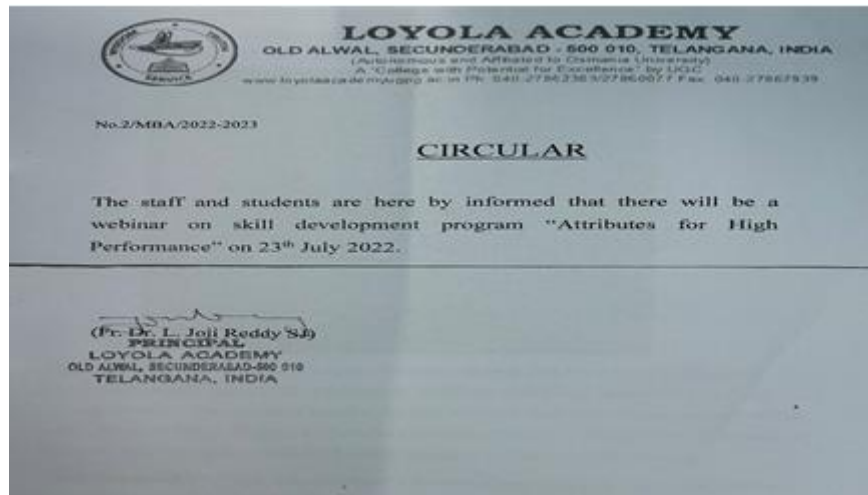 LOYOLA ACADEMY
OLD ALWAL, SECUNDERABAD - 500 010, TELANGANA, INDIA
(Autonomous and Affiliated to Osmania University)
A "College with Potential for Excellence" by UGC
SERVICE
No.2/MBA/2022-2023
CIRCULAR
The staff and students are here by informed that there will be a
webinar on skill development program "Attributes for High
Performance" on 23th July 2022.
(Fr. Dr. L. Joji Reddy SJ)
PRINCIPAL
LOYOLA ACADEMY
OLD ALWAL, SECUNDERABAD-500 010
TELANGANA, INDIA